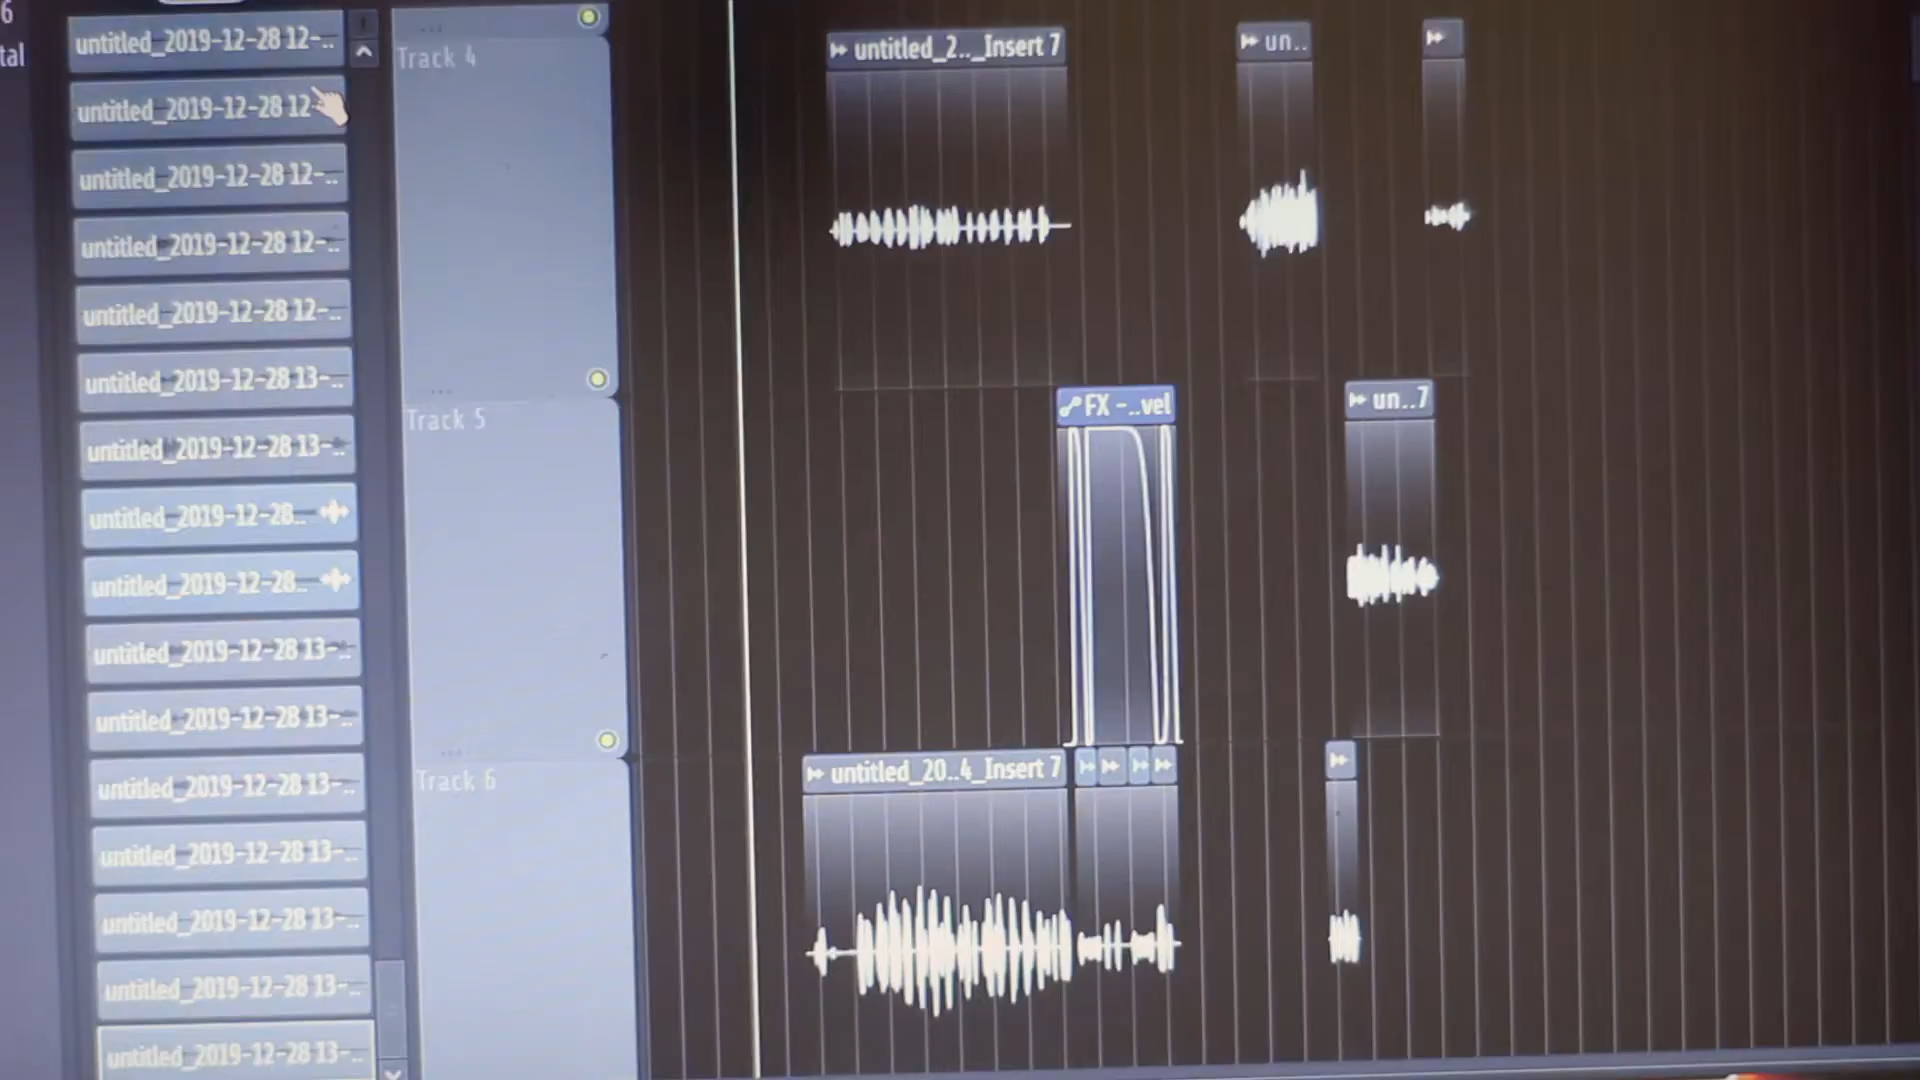 6
tal
untitled_2019-12-28 12-..
untitled_2019-12-28 12
untitled_2019-12-28 12-..
untitled_2019-12-28 12-..
untitled_2019-12-28 12-..
untitled_2019-12-28 13-..
untitled_2019-12-28 13-..
untitled_2019-12-28..
untitled_2019-12-28..
untitled_2019-12-28 13-..
untitled_2019-12-28 13-..
untitled_2019-12-28 13-..
untitled_2019-12-28 13-..
untitled_2019-12-28 13-..
untitled_2019-12-28 13-..
untitled_2019-12-28 13-..
Track 4
untitled_2.._Insert 7
un..
Track 5
FX -..vel
un..7
Track 6
untitled_20..4_Insert 7